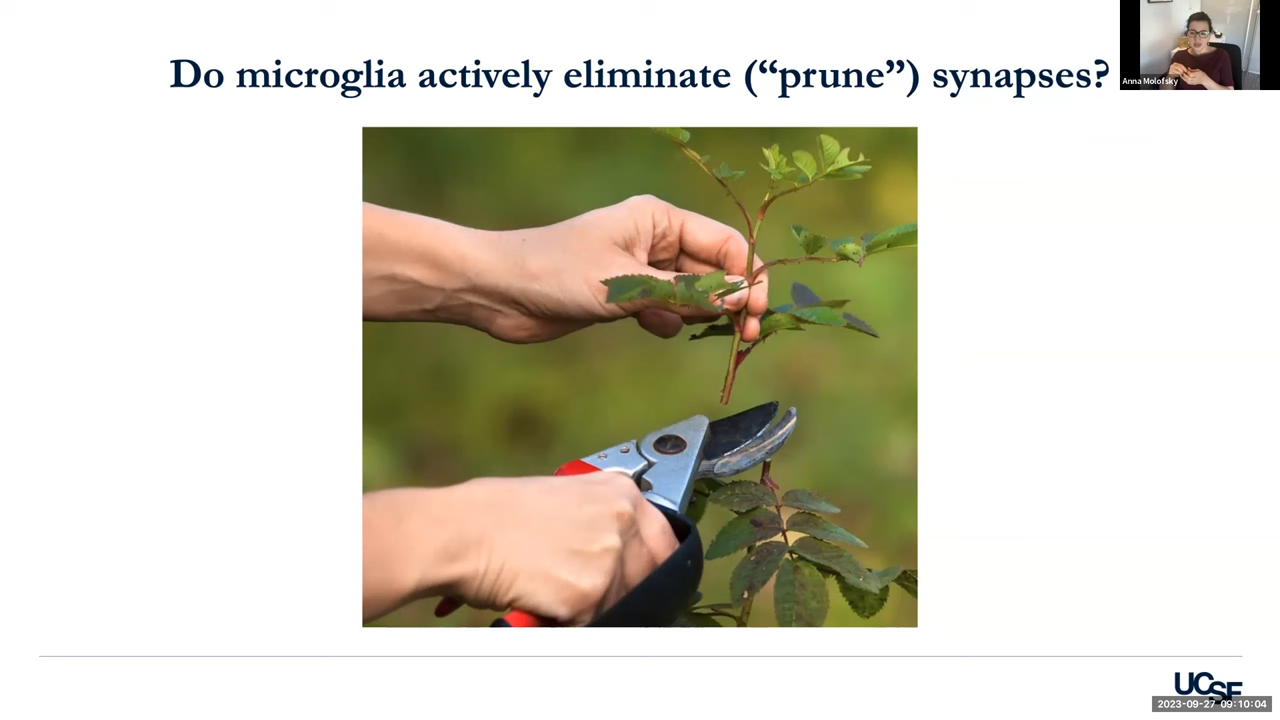 Do microglia actively eliminate (“prune”) synapses?
Anna Molofsky
UCSF
2023-09-27 09:10:04